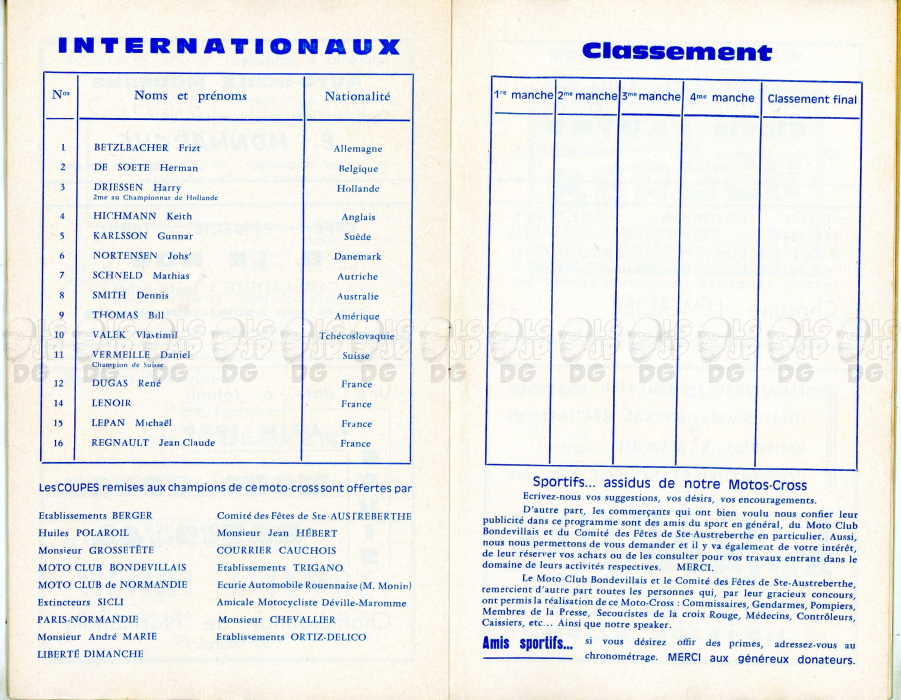 INTERNATIONAUX
Nos Noms et prénoms Nationalité
1 BETZLBACHER Frizt Allemagne
2 DE SOETE Herman Belgique
3 DRIESSEN Harry Hollande
2me au Championnat de Hollande
4 HICHMANN Keith Anglais
5 KARLSSON Gunnar Suède
6 NORTENSEN Johs' Danemark
7 SCHNELD Mathias Autriche
8 SMITH Dennis Australie
9 THOMAS Bill Amérique
10 VALEK Vlastimil Tchécoslovaquie
11 VERMEILLE Daniel Suisse
Champion de Suisse
12 DUGAS René France
14 LENOIR France
15 LEPAN Michaël France
16 REGNAULT Jean Claude France
Les COUPES remises aux champions de ce moto-cross sont offertes par
Etablissements BERGER
Huiles POLAROIL
Monsieur GROSSETÊTE
MOTO CLUB BONDEVILLAIS
MOTO CLUB de NORMANDIE
Extincteurs SICLI
PARIS-NORMANDIE
Monsieur André MARIE
LIBERTÉ DIMANCHE
Comité des Fêtes de Ste-AUSTREBERTHE
Monsieur Jean HÉBERT
COURRIER CAUCHOIS
Etablissements TRIGANO
Ecurie Automobile Rouennaise (M. Monin)
Amicale Motocycliste Déville-Maromme
Monsieur CHEVALLIER
Etablissements ORTIZ-DELICO
Classement
1re manche 2me manche 3me manche 4me manche Classement final
Sportifs... assidus de notre Motos-Cross
Ecrivez-nous vos suggestions, vos désirs, vos encouragements.
D'autre part, les commerçants qui ont bien voulu nous confier leur
publicité dans ce programme sont des amis du sport en général, du Moto Club
Bondevillais et du Comité des Fêtes de Ste-Austreberthe en particulier. Aussi,
nous nous permettons de vous demander et il y va également de votre intérêt,
de leur réserver vos achats ou de les consulter pour vos travaux entrant dans le
domaine de leurs activités respectives. MERCI.
Le Moto-Club Bondevillais et le Comité des Fêtes de Ste-Austreberthe,
remercient d'autre part toutes les personnes qui, par leur gracieux concours,
ont permis la réalisation de ce Moto-Cross : Commissaires, Gendarmes, Pompiers,
Membres de la Presse, Secouristes de la croix Rouge, Médecins, Contrôleurs,
Caissiers, etc... Ainsi que notre speaker.
Amis sportifs... si vous désirez offir des primes, adressez-vous au
chronométrage. MERCI aux généreux donateurs.
LG JP DG